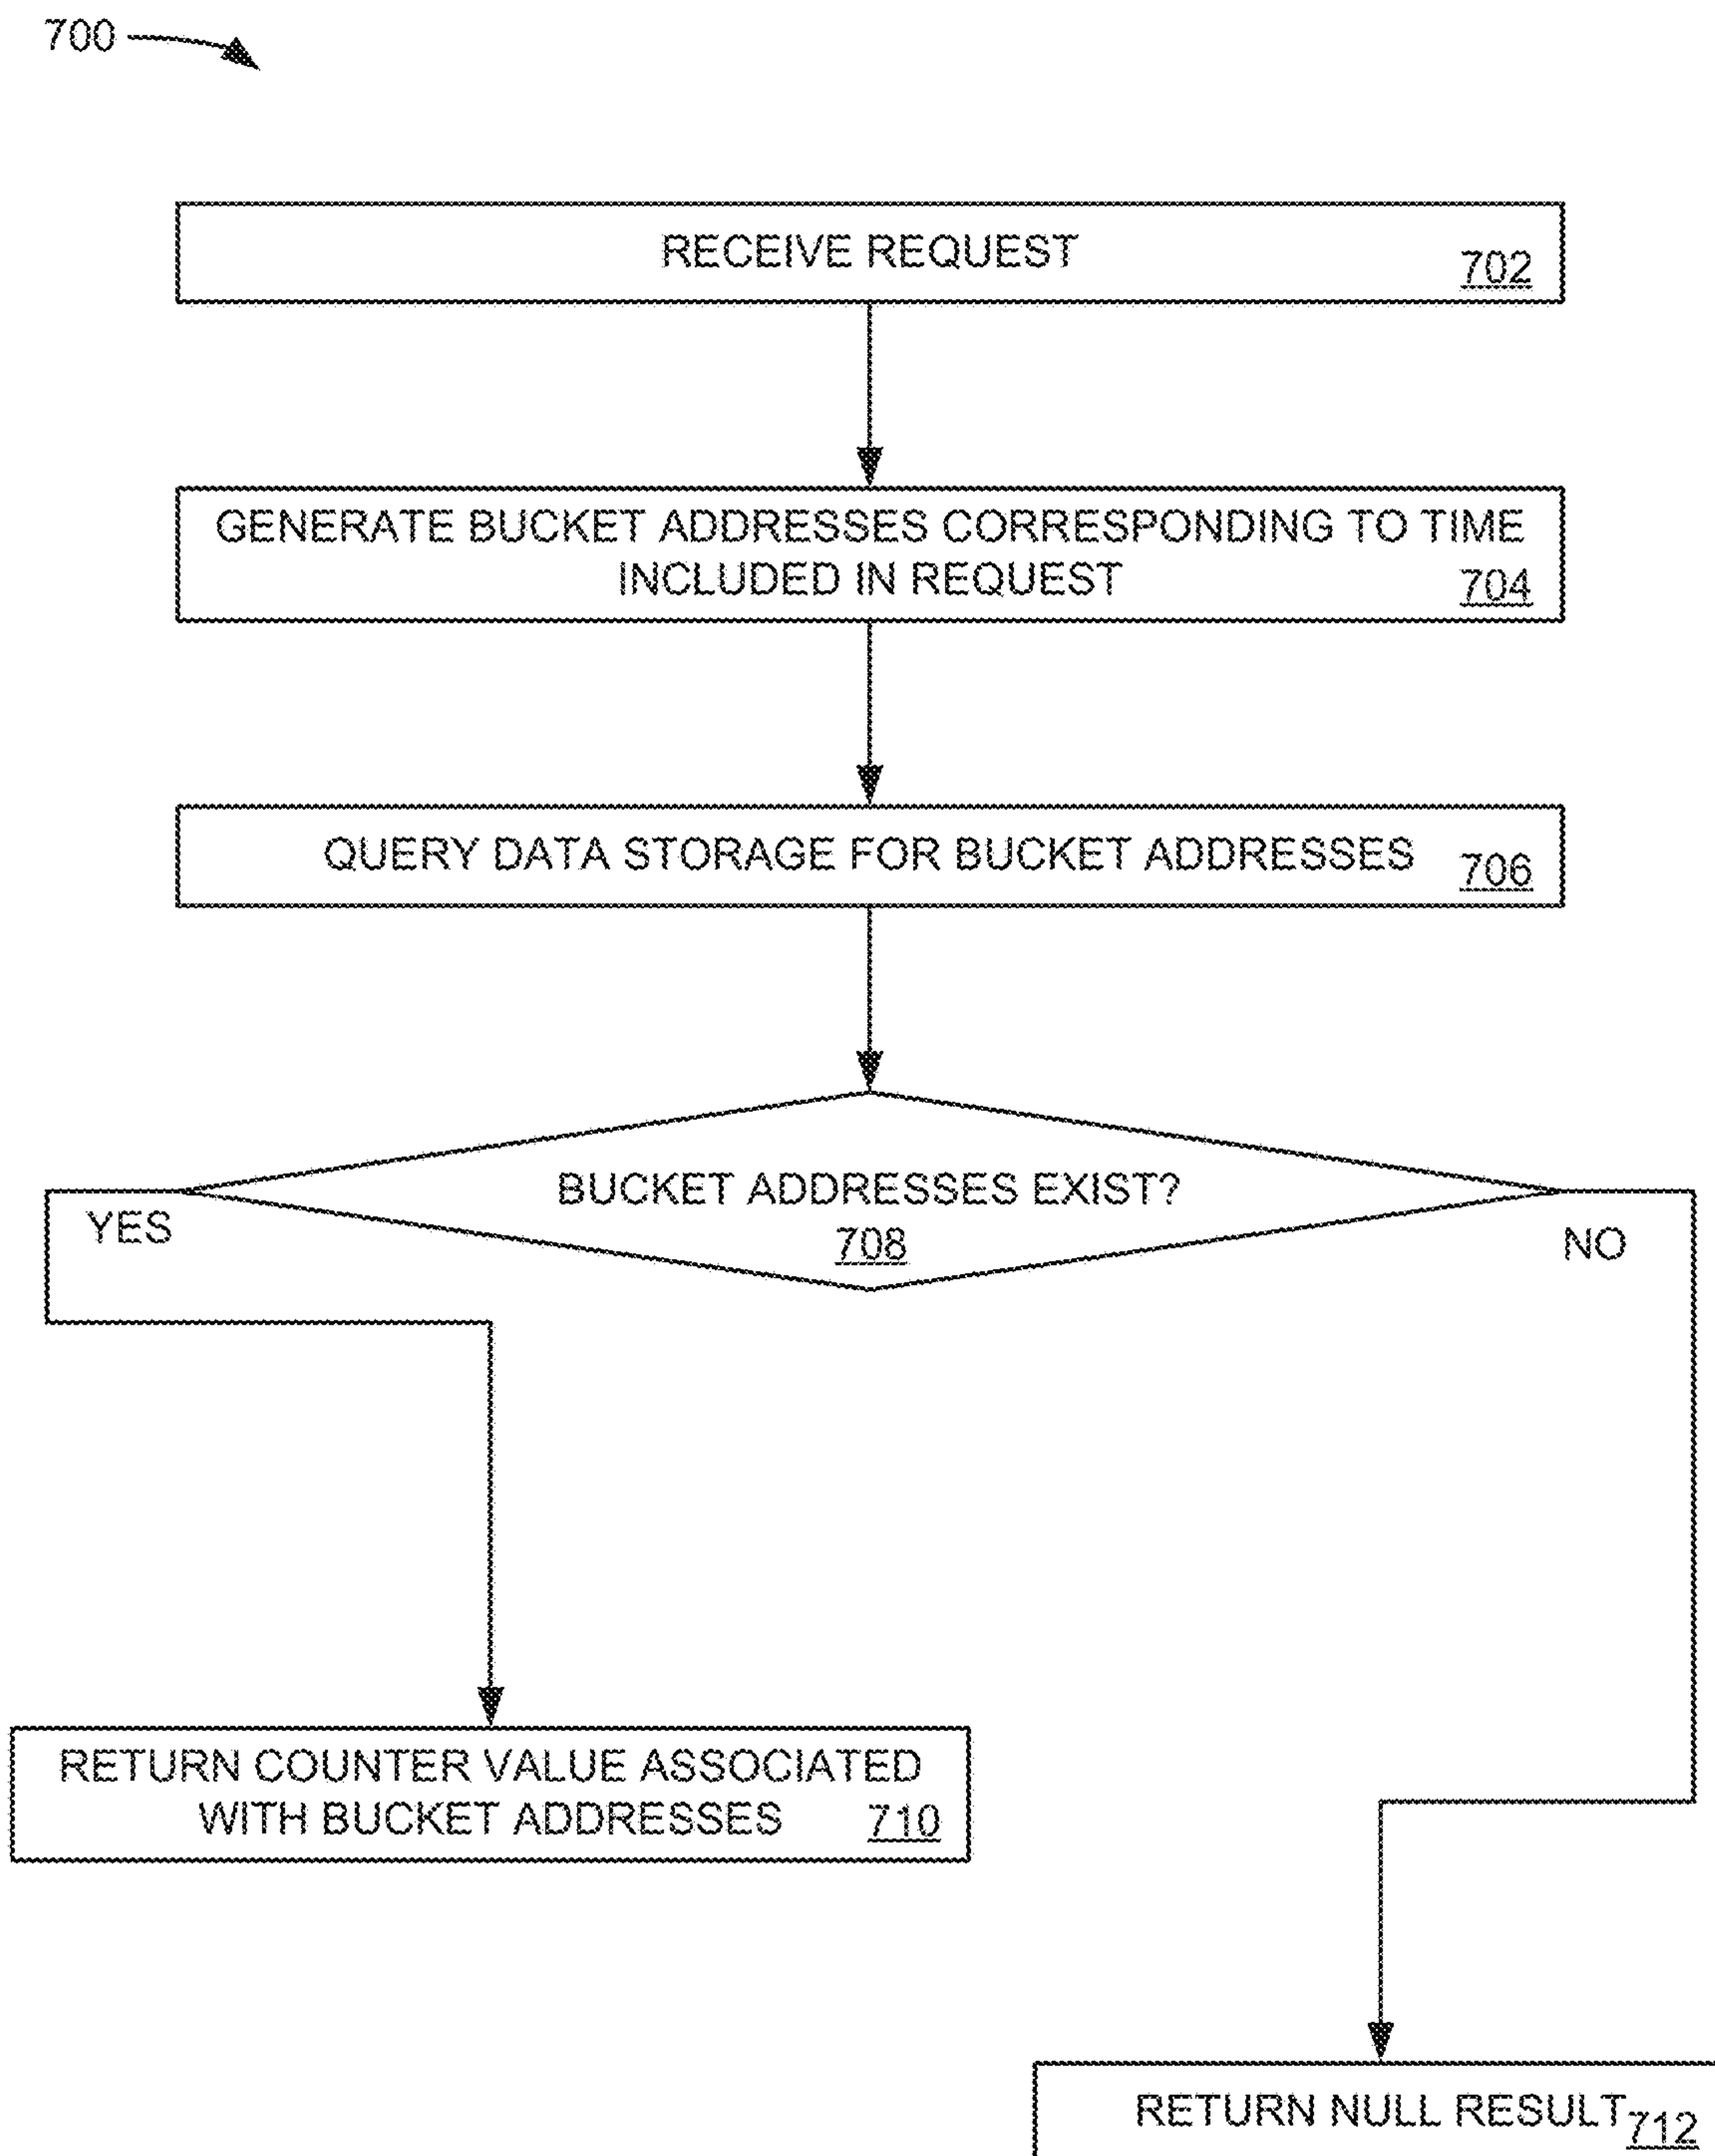 700
RECEIVE REQUEST
702
GENERATE BUCKET ADDRESSES CORRESPONDING TO TIME
INCLUDED IN REQUEST
704
QUERY DATA STORAGE FOR BUCKET ADDRESSES
706
BUCKET ADDRESSES EXIST?
708
YES
NO
RETURN COUNTER VALUE ASSOCIATED
WITH BUCKET ADDRESSES
710
RETURN NULL RESULT
712